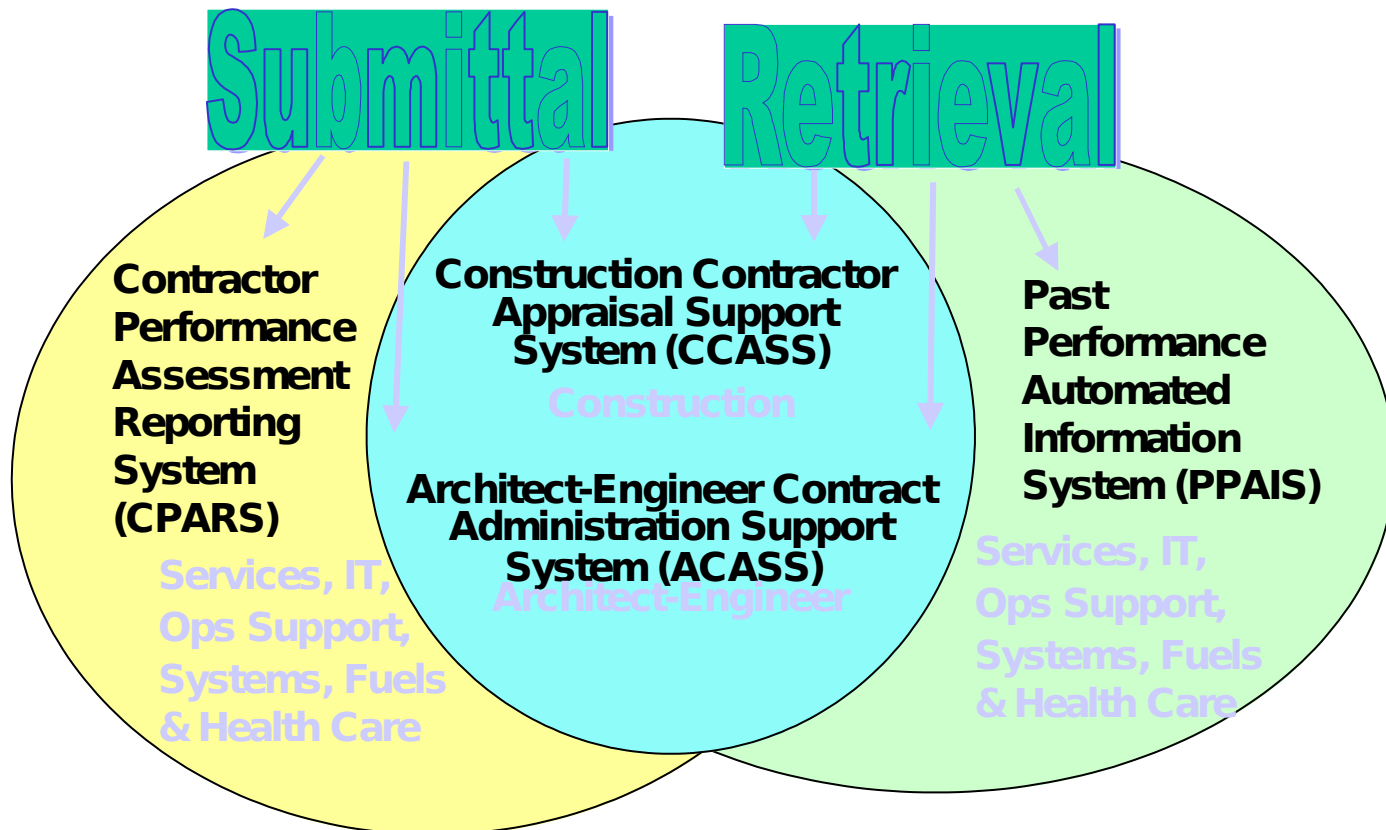 Submittal
Retrieval
Contractor
Performance
Assessment
Reporting
System
(CPARS)
Services, IT,
Ops Support,
Systems, Fuels
& Health Care
Construction Contractor
Appraisal Support
System (CCASS)
Construction
Architect-Engineer Contract
Administration Support
System (ACASS)
Architect-Engineer
Past
Performance
Automated
Information
System (PPAIS)
Services, IT,
Ops Support,
Systems, Fuels
& Health Care